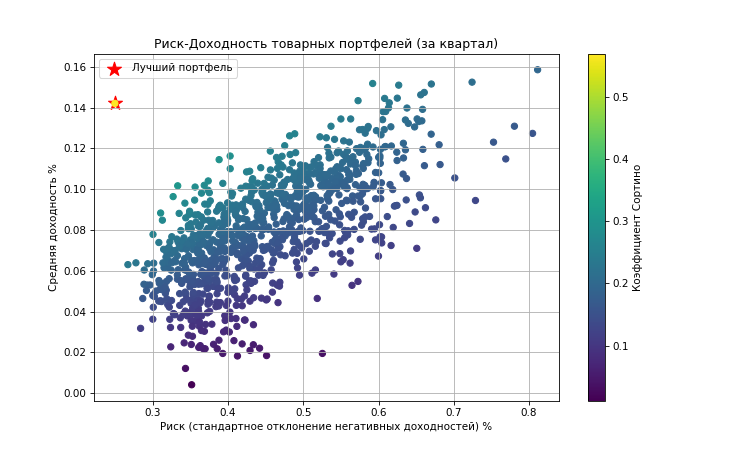 Риск-Доходность товарных портфелей (за квартал)
Лучший портфель
Средняя доходность %
0.16
0.14
0.12
0.10
0.08
0.06
0.04
0.02
0.00
0.3 0.4 0.5 0.6 0.7 0.8
Риск (стандартное отклонение негативных доходностей) %
0.5
0.4
0.3
0.2
0.1
Коэффициент Сортино